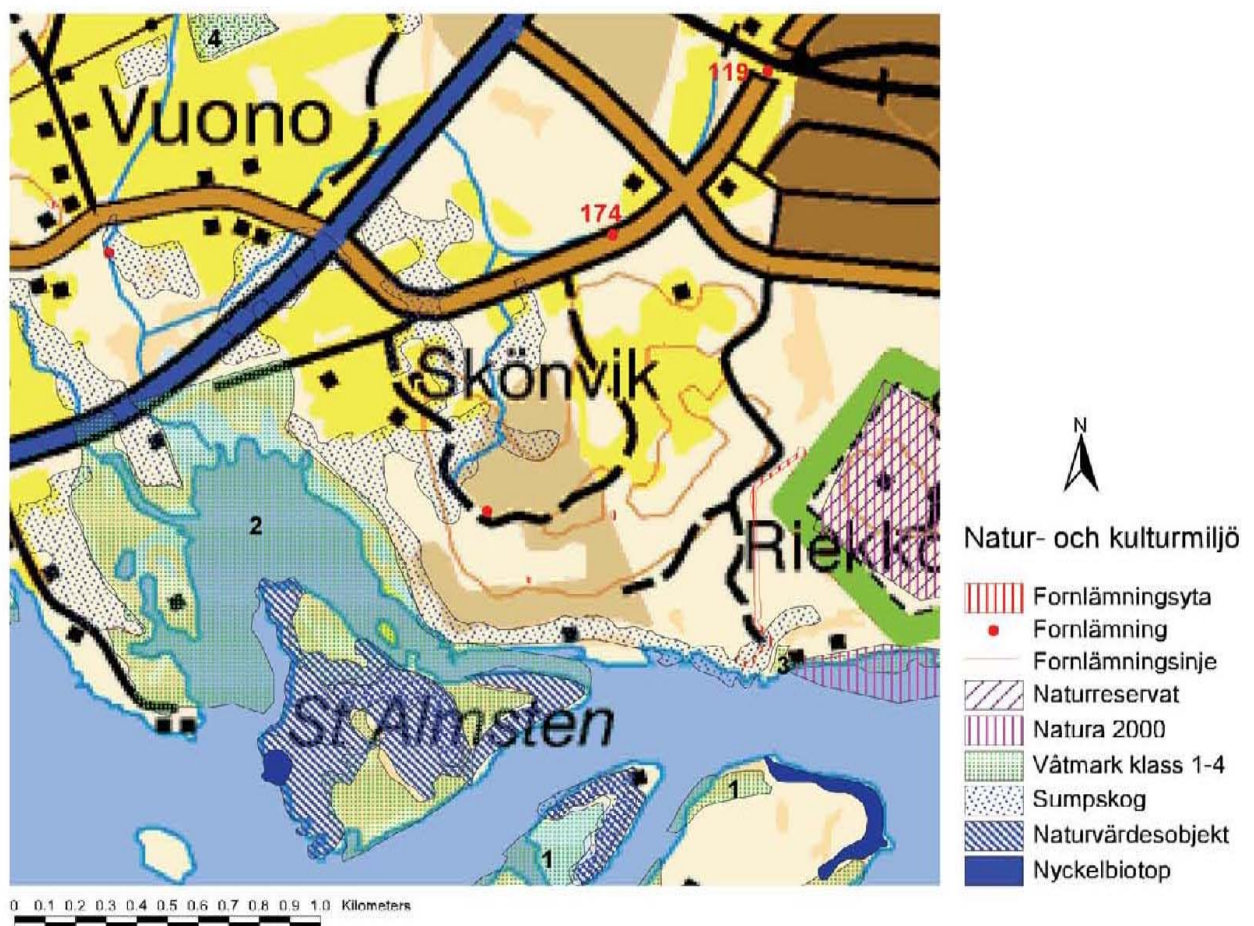 4
119
Vuono
174
Skönvik
2
Riekko
3
St Almsten
1
1
N
Natur- och kulturmiljö
Fornlämningsyta
Fornlämning
Fornlämningsinje
Naturreservat
Natura 2000
Våtmark klass 1-4
Sumpskog
Naturvärdesobjekt
Nyckelbiotop
0 0.1 0.2 0.3 0.4 0.5 0.6 0.7 0.8 0.9 1.0 Kilometers